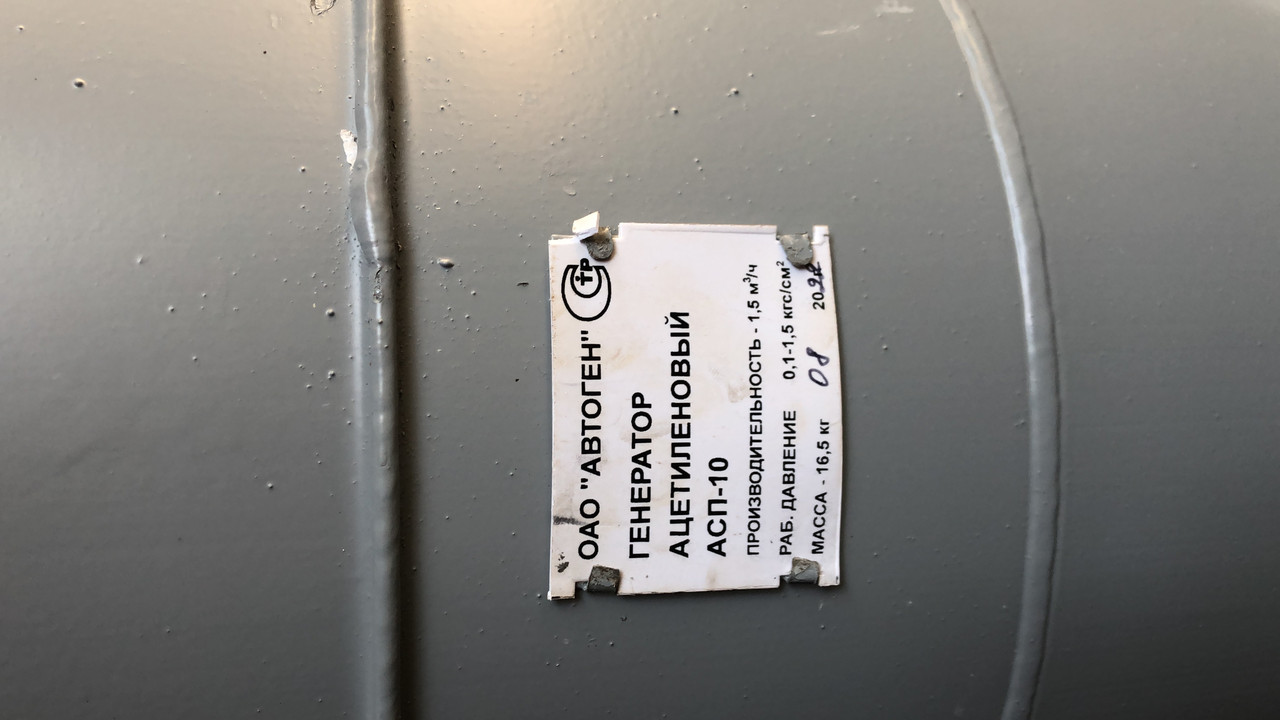 ОАО "АВТОГЕН"
ГЕНЕРАТОР
АЦЕТИЛЕНОВЫЙ
АСП-10
ПРОИЗВОДИТЕЛЬНОСТЬ - 1,5 м³/ч
РАБ. ДАВЛЕНИЕ 0,1-1,5 кгс/см²
МАССА - 16,5 кг 08